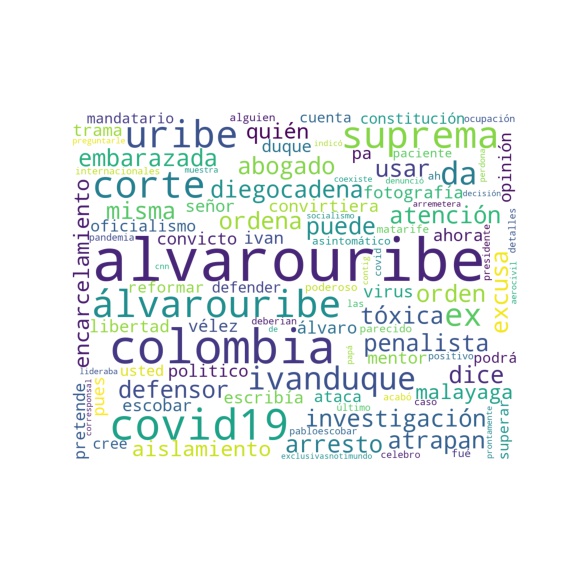 mandatario alguien cuenta constitución ocupación
trama uribe quién duque suprema
preguntarle indicó
embarazada abogado pa paciente usar da opinión
internacionales muestra coexiste ah perdona
corte diegocadena fotografía
denunció decisión
misma señor convirtiera atención
ordena puede arremetera
oficialismo socialismo matarife
pandemia convicto ivan asintomático ahora detalles
encarcelamiento alvarouribe presidente
cnn covid contigo aerocivil
reformar defender poderoso virus orden excusa
álvarouribe las tóxica ex
libertad vélez deberian álvaro parecido
lideraba de penalista
colombia papá mentor positivo podrá
usted politico ivanduque dice
pues defensor escribía ataca acabó caso malayaga
corresponsal escobar último
pretende covid19 pabloescobar investigación prontamente superar
cree aislamiento arresto atrapan
exclusivasnotimundo celebro fué